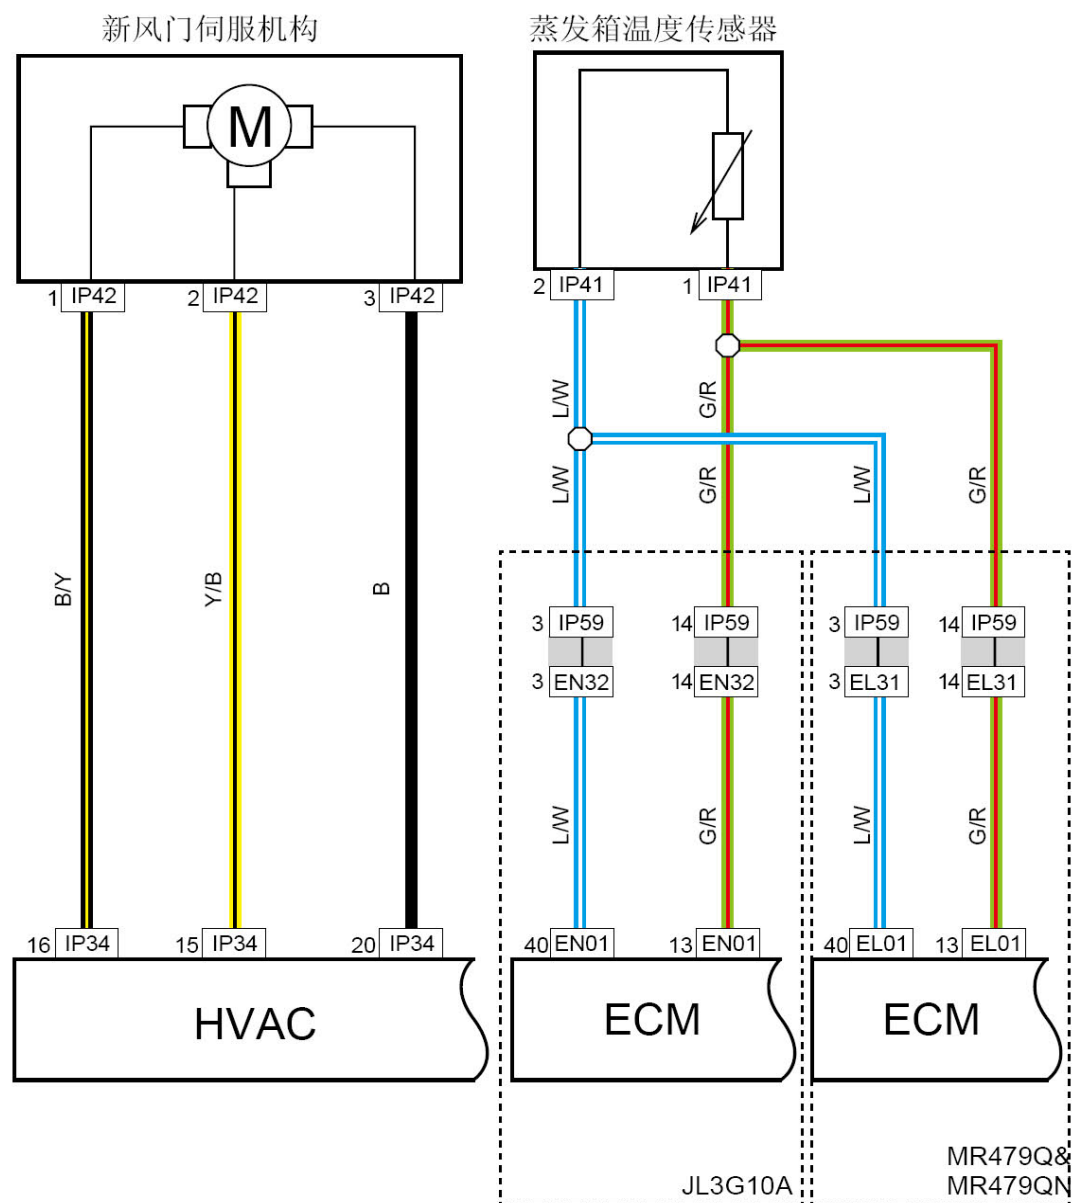 新风门伺服机构 蒸发箱温度传感器
M
1 IP42 2 IP42 3 IP42 2 IP41 1 IP41
L/W G/R
L/W G/R L/W G/R
B/Y Y/B B
3 IP59 14 IP59 3 IP59 14 IP59
3 EN32 14 EN32 3 EL31 14 EL31
L/W G/R L/W G/R
16 IP34 15 IP34 20 IP34 40 EN01 13 EN01 40 EL01 13 EL01
HVAC ECM ECM
MR479Q&
JL3G10A MR479QN